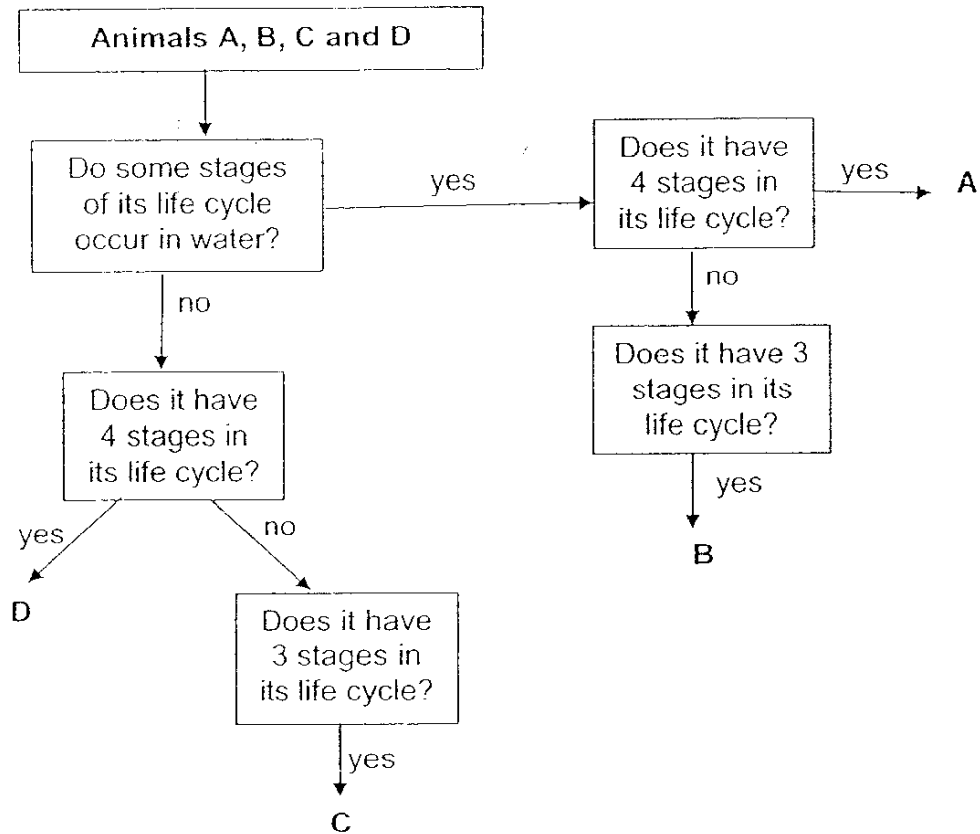 Animals A, B, C and D
Do some stages
of its life cycle
occur in water?
yes
Does it have
4 stages in
its life cycle?
yes
A
no
Does it have 3
stages in its
life cycle?
yes
B
no
Does it have
4 stages in
its life cycle?
yes
D
no
Does it have
3 stages in
its life cycle?
yes
C